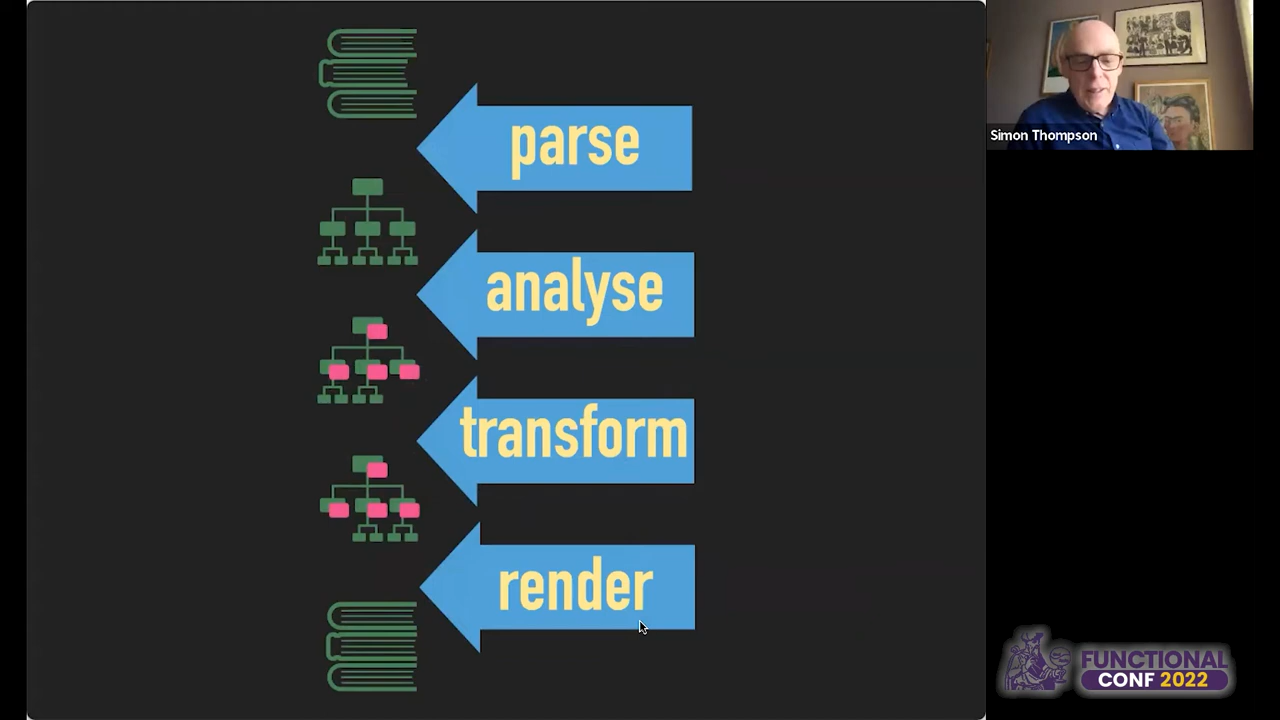 parse
analyse
transform
render
Simon Thompson
FUNCTIONAL
CONF 2022